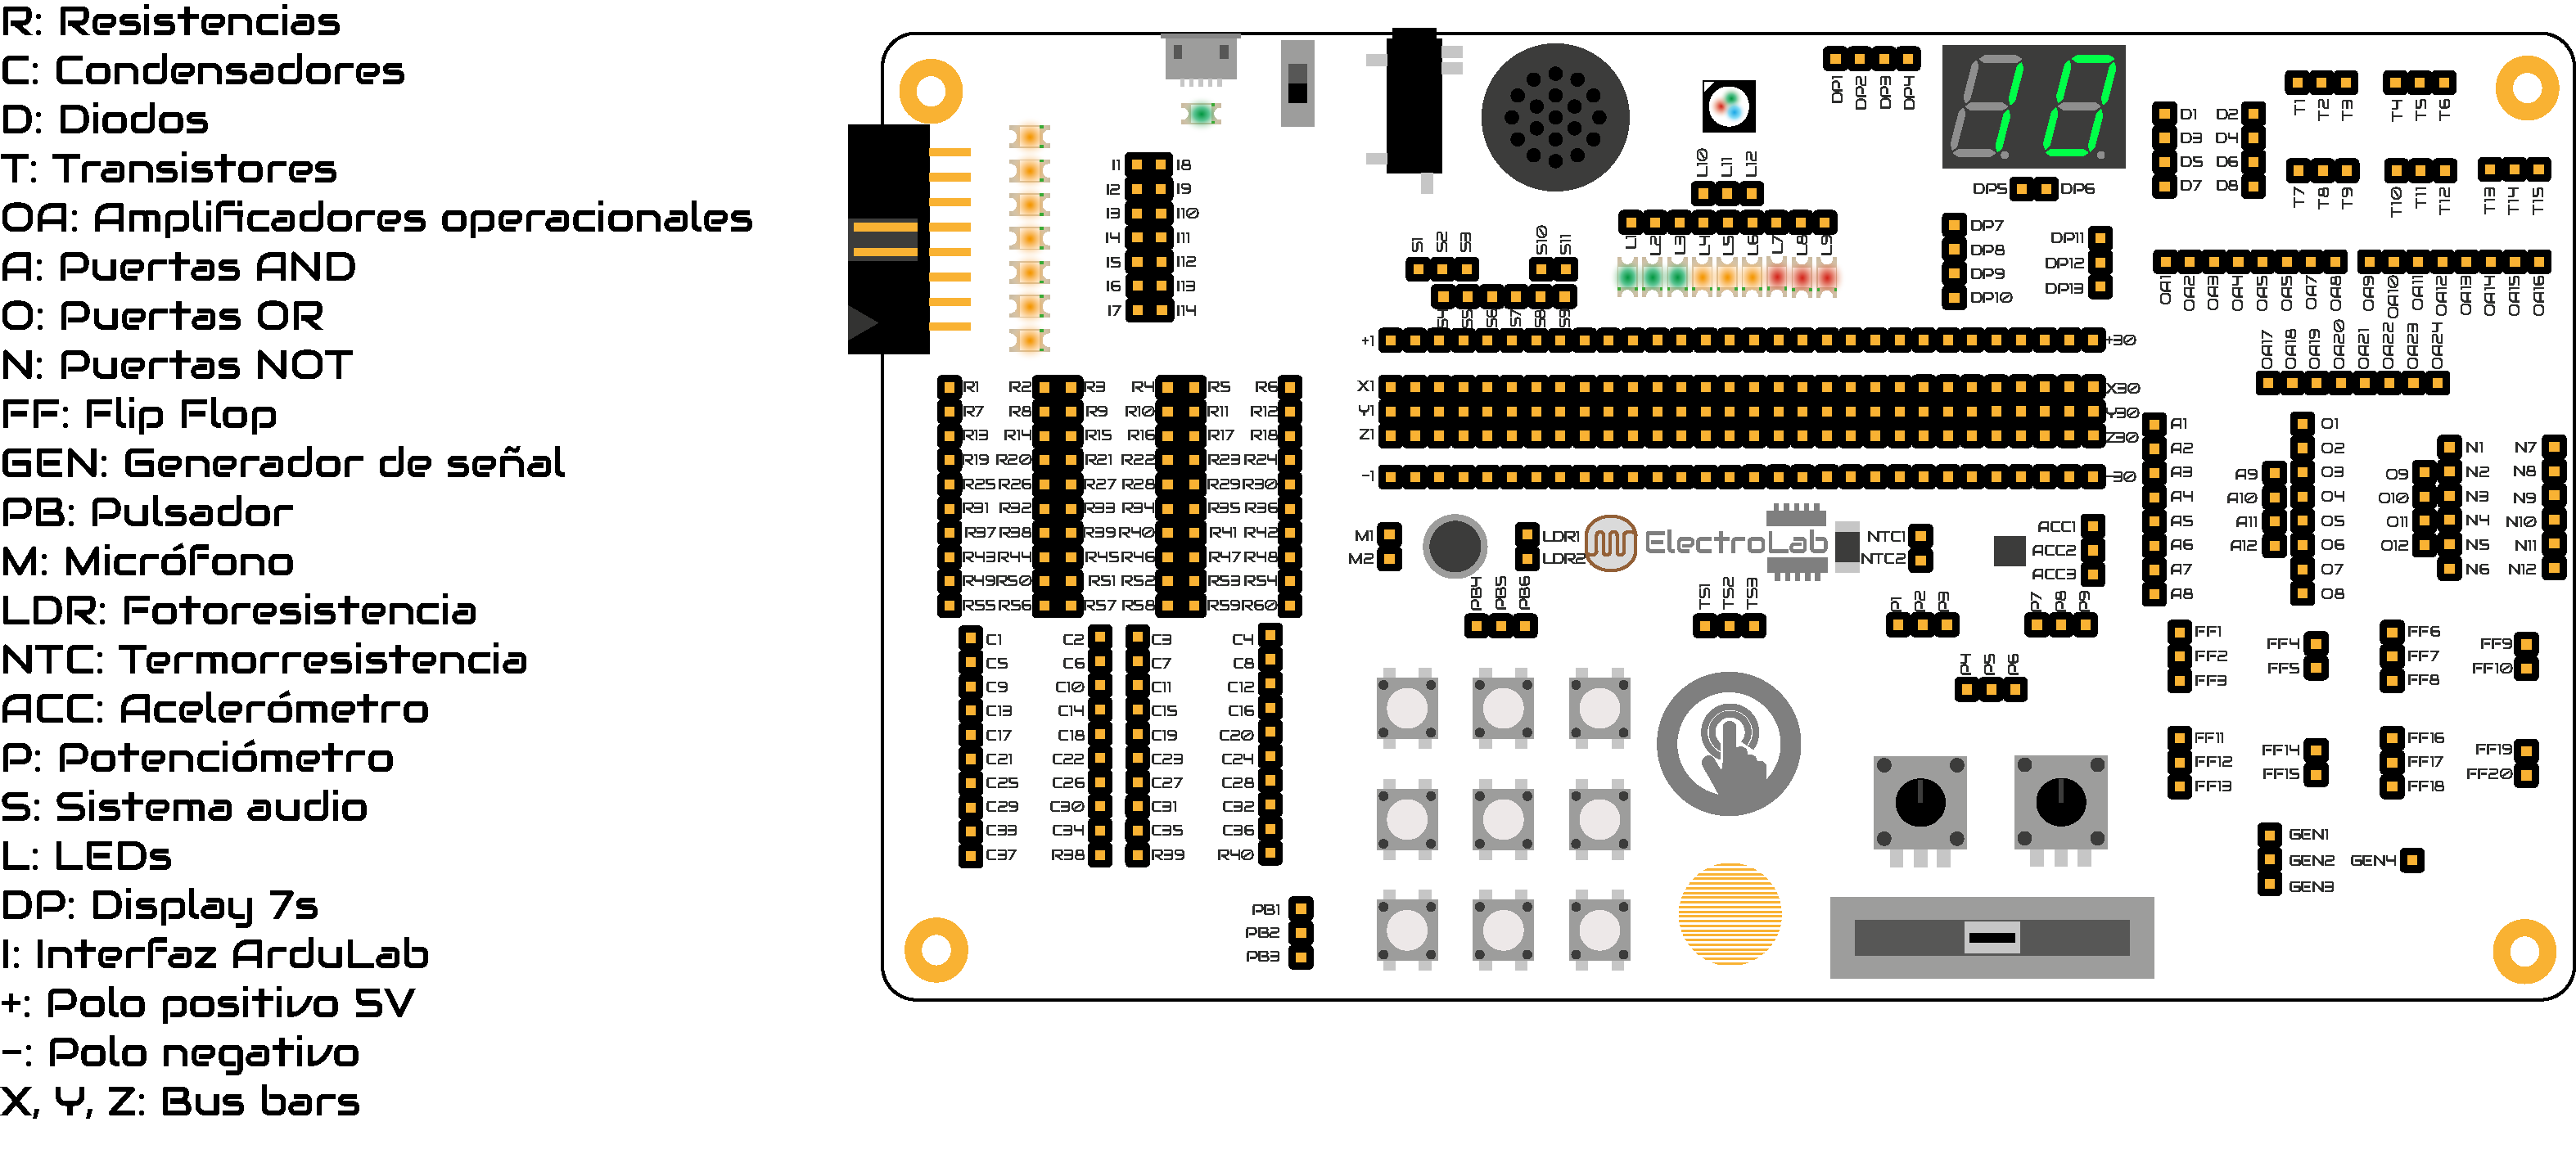 R: Resistencias
C: Condensadores
D: Diodos
T: Transistores
OA: Amplificadores operacionales
A: Puertas AND
O: Puertas OR
N: Puertas NOT
FF: Flip Flop
GEN: Generador de señal
PB: Pulsador
M: Micrófono
LDR: Fotoresistencia
NTC: Termorresistencia
ACC: Acelerómetro
P: Potenciómetro
S: Sistema audio
L: LEDs
DP: Display 7s
I: Interfaz ArduLab
+: Polo positivo 5V
-: Polo negativo
X, Y, Z: Bus bars
I1 I8
I2 I9
I3 I10
I4 I11
I5 I12
I6 I13
I7 I14
R1 R2 R3 R4 R5 R6
R7 R8 R9 R10 R11 R12
R13 R14 R15 R16 R17 R18
R19 R20 R21 R22 R23 R24
R25 R26 R27 R28 R29 R30
R31 R32 R33 R34 R35 R36
R37 R38 R39 R40 R41 R42
R43 R44 R45 R46 R47 R48
R49 R50 R51 R52 R53 R54
R55 R56 R57 R58 R59 R60
C1 C2 C3 C4
C5 C6 C7 C8
C9 C10 C11 C12
C13 C14 C15 C16
C17 C18 C19 C20
C21 C22 C23 C24
C25 C26 C27 C28
C29 C30 C31 C32
C33 C34 C35 C36
C37 R38 R39 R40
PB1
PB2
PB3
S1 S2 S3 S10 S11
S4 S5 S6 S7 S8 S9
L10 L11 L12
L1 L2 L3 L4 L5 L6 L7 L8 L9
DP1 DP2 DP3 DP4
10
DP5 DP6
DP7
DP8
DP9
DP10
DP11
DP12
DP13
+1 +30
X1 X30
Y1 Y30
Z1 Z30
-1 -30
M1
M2
LDR1
LDR2
ElectroLab
NTC1
NTC2
ACC1
ACC2
ACC3
PB4 PB5 PB6
TS1 TS2 TS3
P1 P2 P3
P7 P8 P9
P4 P5 P6
D1 D2
D3 D4
D5 D6
D7 D8
T1 T2 T3 T4 T5 T6
T7 T8 T9 T10 T11 T12 T13 T14 T15
OA1 OA2 OA3 OA4 OA5 OA5 OA7 OA8 OA9 OA10 OA11 OA12 OA13 OA14 OA15 OA16
OA17 OA18 OA19 OA20 OA21 OA22 OA23 OA24
A1
A2
A3
A4
A5
A6
A7
A8
A9
A10
A11
A12
O1
O2
O3
O4
O5
O6
O7
O8
O9
O10
O11
O12
N1 N7
N2 N8
N3 N9
N4 N10
N5 N11
N6 N12
FF1
FF2
FF3
FF4
FF5
FF6
FF7
FF8
FF9
FF10
FF11
FF12
FF13
FF14
FF15
FF16
FF17
FF18
FF19
FF20
GEN1
GEN2 GEN4
GEN3